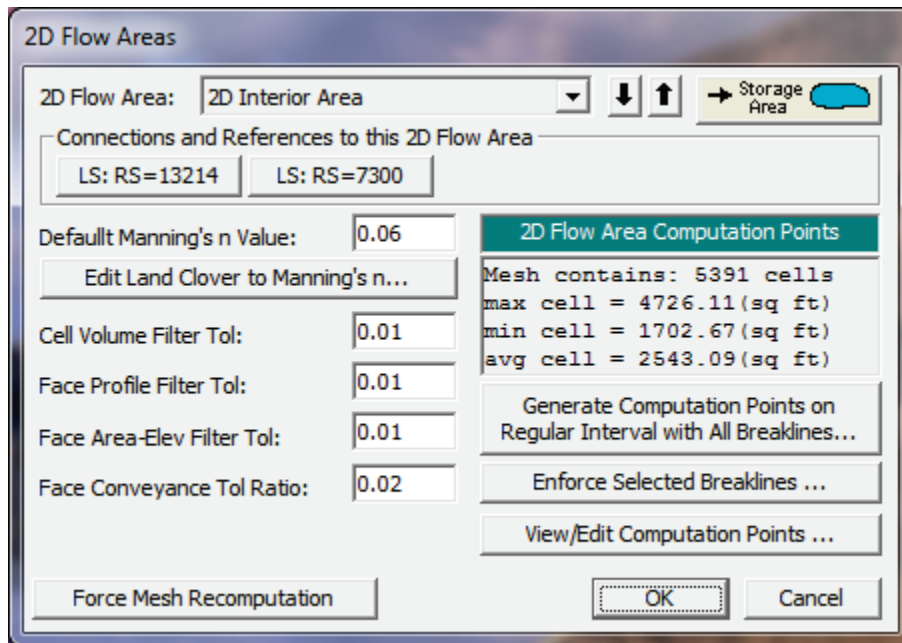 2D Flow Areas
2D Flow Area: 2D Interior Area
Storage Area
Connections and References to this 2D Flow Area
LS: RS=13214 LS: RS=7300
Defaullt Manning's n Value: 0.06
Edit Land Clover to Manning's n...
Cell Volume Filter Tol: 0.01
Face Profile Filter Tol: 0.01
Face Area-Elev Filter Tol: 0.01
Face Conveyance Tol Ratio: 0.02
2D Flow Area Computation Points
Mesh contains: 5391 cells
max cell = 4726.11(sq ft)
min cell = 1702.67(sq ft)
avg cell = 2543.09(sq ft)
Generate Computation Points on
Regular Interval with All Breaklines...
Enforce Selected Breaklines ...
View/Edit Computation Points ...
Force Mesh Recomputation OK Cancel